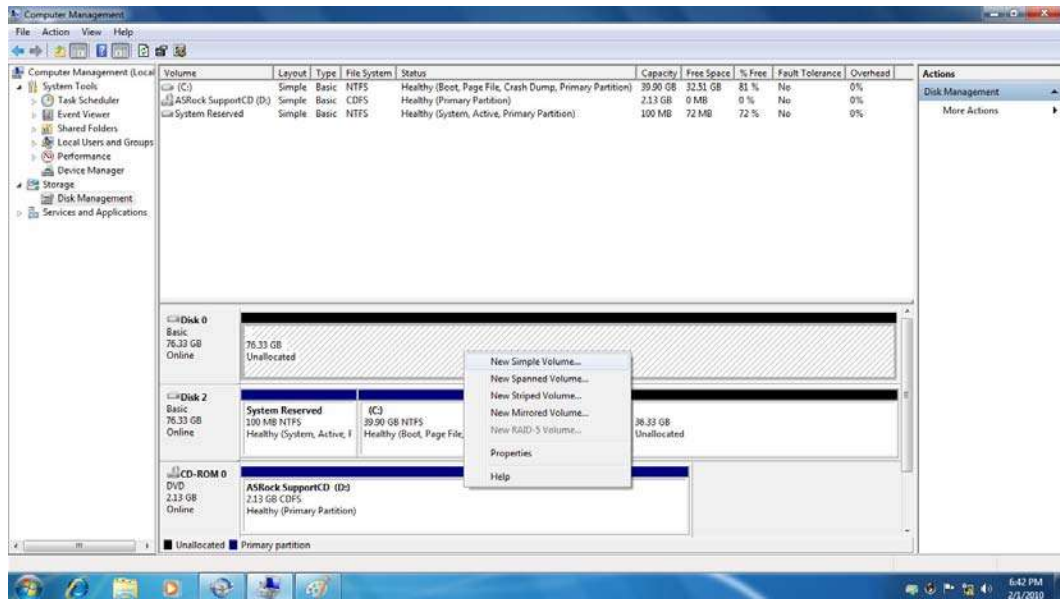 Computer Management
File Action View Help
Computer Management (Local
System Tools
Task Scheduler
Event Viewer
Shared Folders
Local Users and Groups
Performance
Device Manager
Storage
Disk Management
Services and Applications
Volume Layout Type File System Status Capacity Free Space % Free Fault Tolerance Overhead
(C:) Simple Basic NTFS Healthy (Boot, Page File, Crash Dump, Primary Partition) 39.90 GB 32.51 GB 81 % No 0%
ASRock SupportCD (D:) Simple Basic CDFS Healthy (Primary Partition) 2.13 GB 0 MB 0 % No 0%
System Reserved Simple Basic NTFS Healthy (System, Active, Primary Partition) 100 MB 72 MB 72 % No 0%
Actions
Disk Management
More Actions
Disk 0
Basic
76.33 GB
Online
76.33 GB
Unallocated
New Simple Volume...
New Spanned Volume...
New Striped Volume...
New Mirrored Volume...
New RAID-5 Volume...
Properties
Help
Disk 2
Basic
76.33 GB
Online
System Reserved
100 MB NTFS
Healthy (System, Active, F
(C:)
39.90 GB NTFS
Healthy (Boot, Page File,
36.33 GB
Unallocated
CD-ROM 0
DVD
2.13 GB
Online
ASRock SupportCD (D:)
2.13 GB CDFS
Healthy (Primary Partition)
Unallocated Primary partition
6:42 PM
2/1/2010